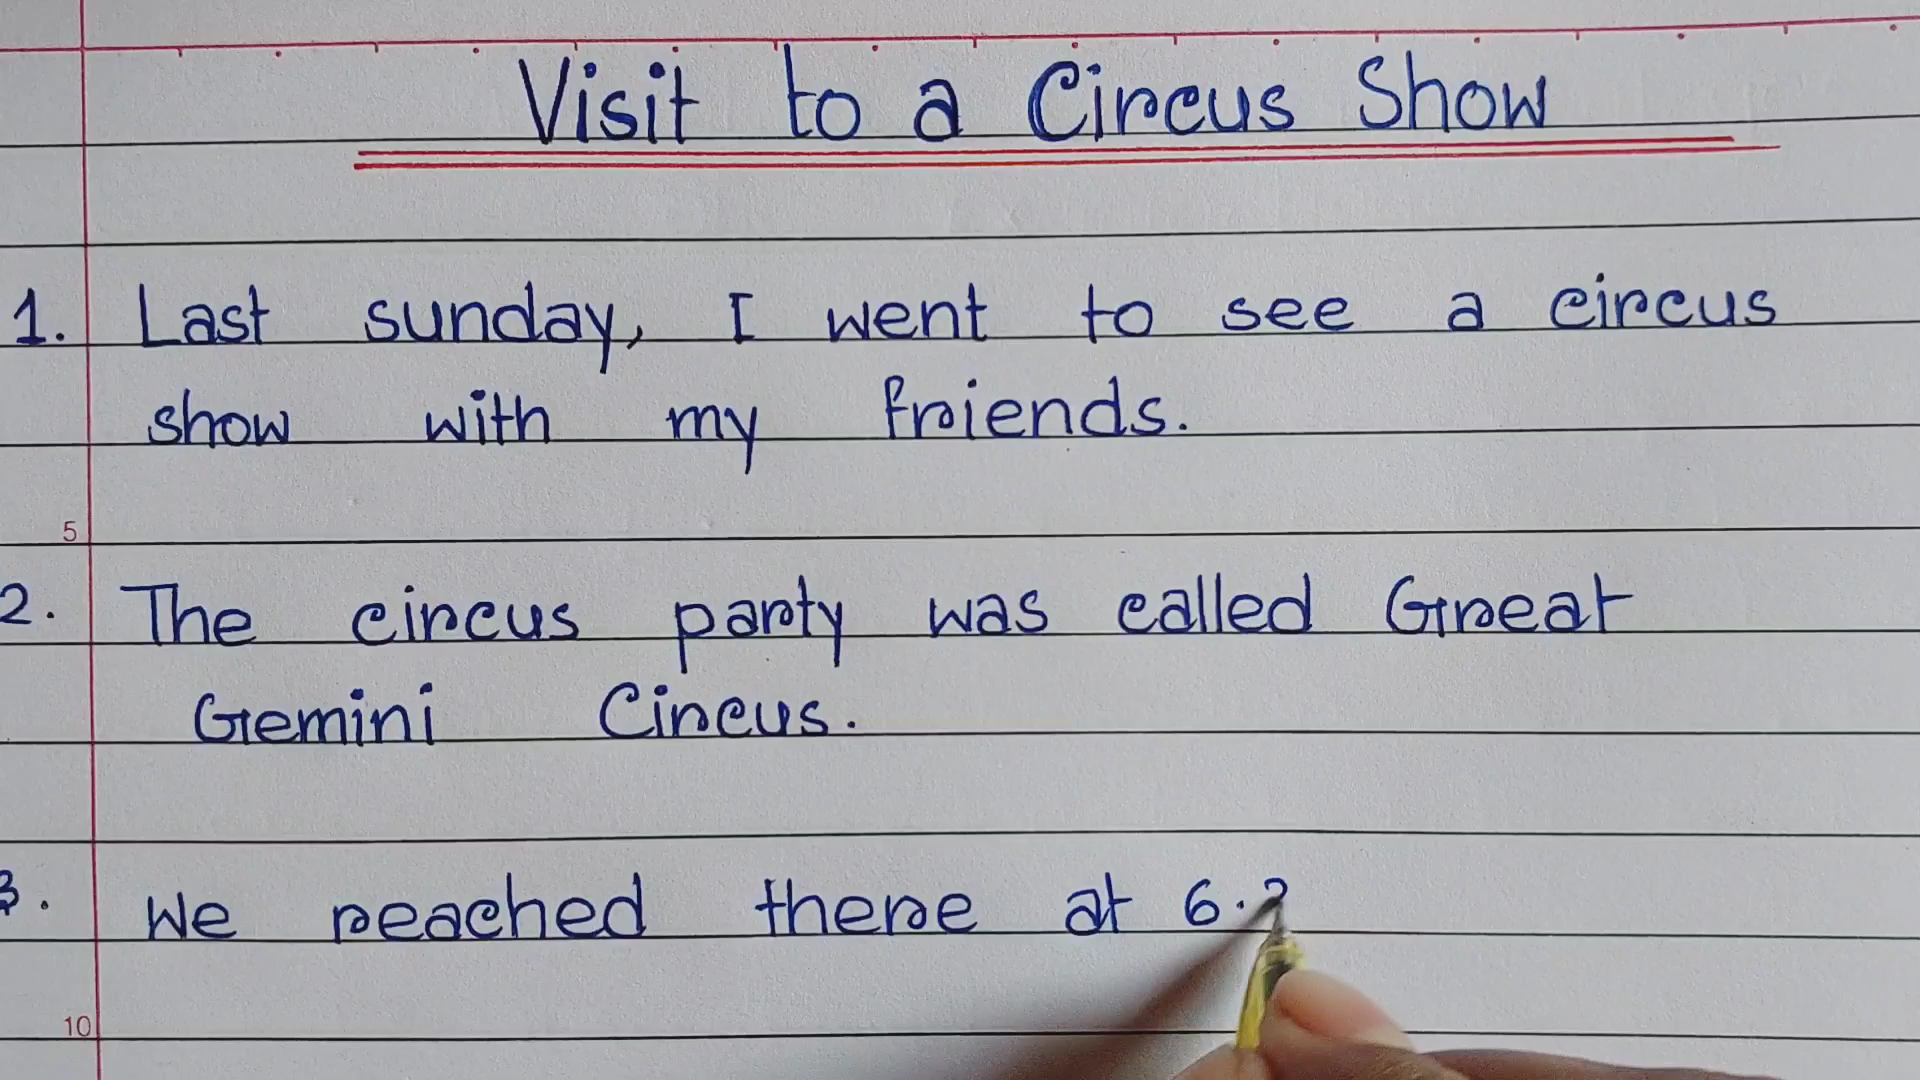 Visit to a Circus Show
1. Last sunday, I went to see a circus
show with my friends.
5
2. The circus party was called Great
Gemini Circus.
3. We reached there at 6.
10